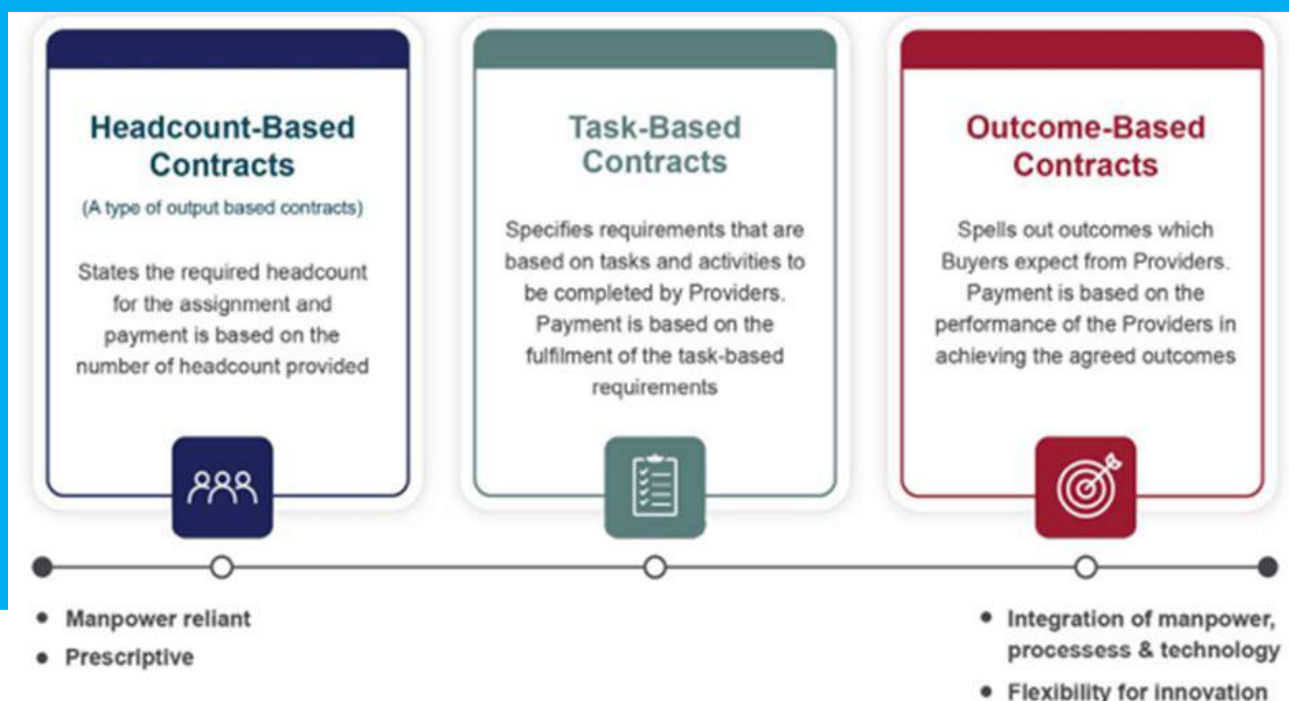 Headcount-Based
Contracts
(A type of output based contracts)
States the required headcount
for the assignment and
payment is based on the
number of headcount provided
Task-Based
Contracts
Specifies requirements that are
based on tasks and activities to
be completed by Providers.
Payment is based on the
fulfilment of the task-based
requirements
Outcome-Based
Contracts
Spells out outcomes which
Buyers expect from Providers.
Payment is based on the
performance of the Providers in
achieving the agreed outcomes
• Manpower reliant
• Prescriptive
• Integration of manpower,
processess & technology
• Flexibility for innovation